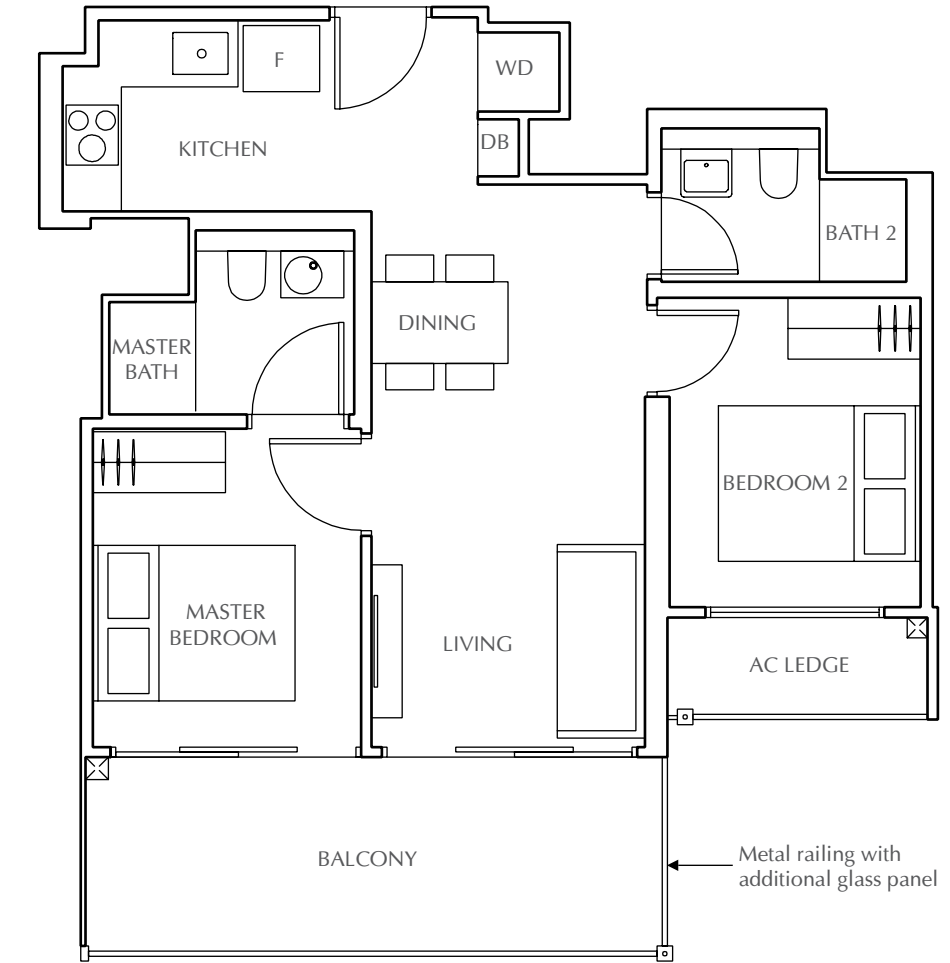 F
WD
DB
KITCHEN
BATH 2
DINING
MASTER
BATH
BEDROOM 2
MASTER
BEDROOM
LIVING
AC LEDGE
BALCONY
Metal railing with
additional glass panel